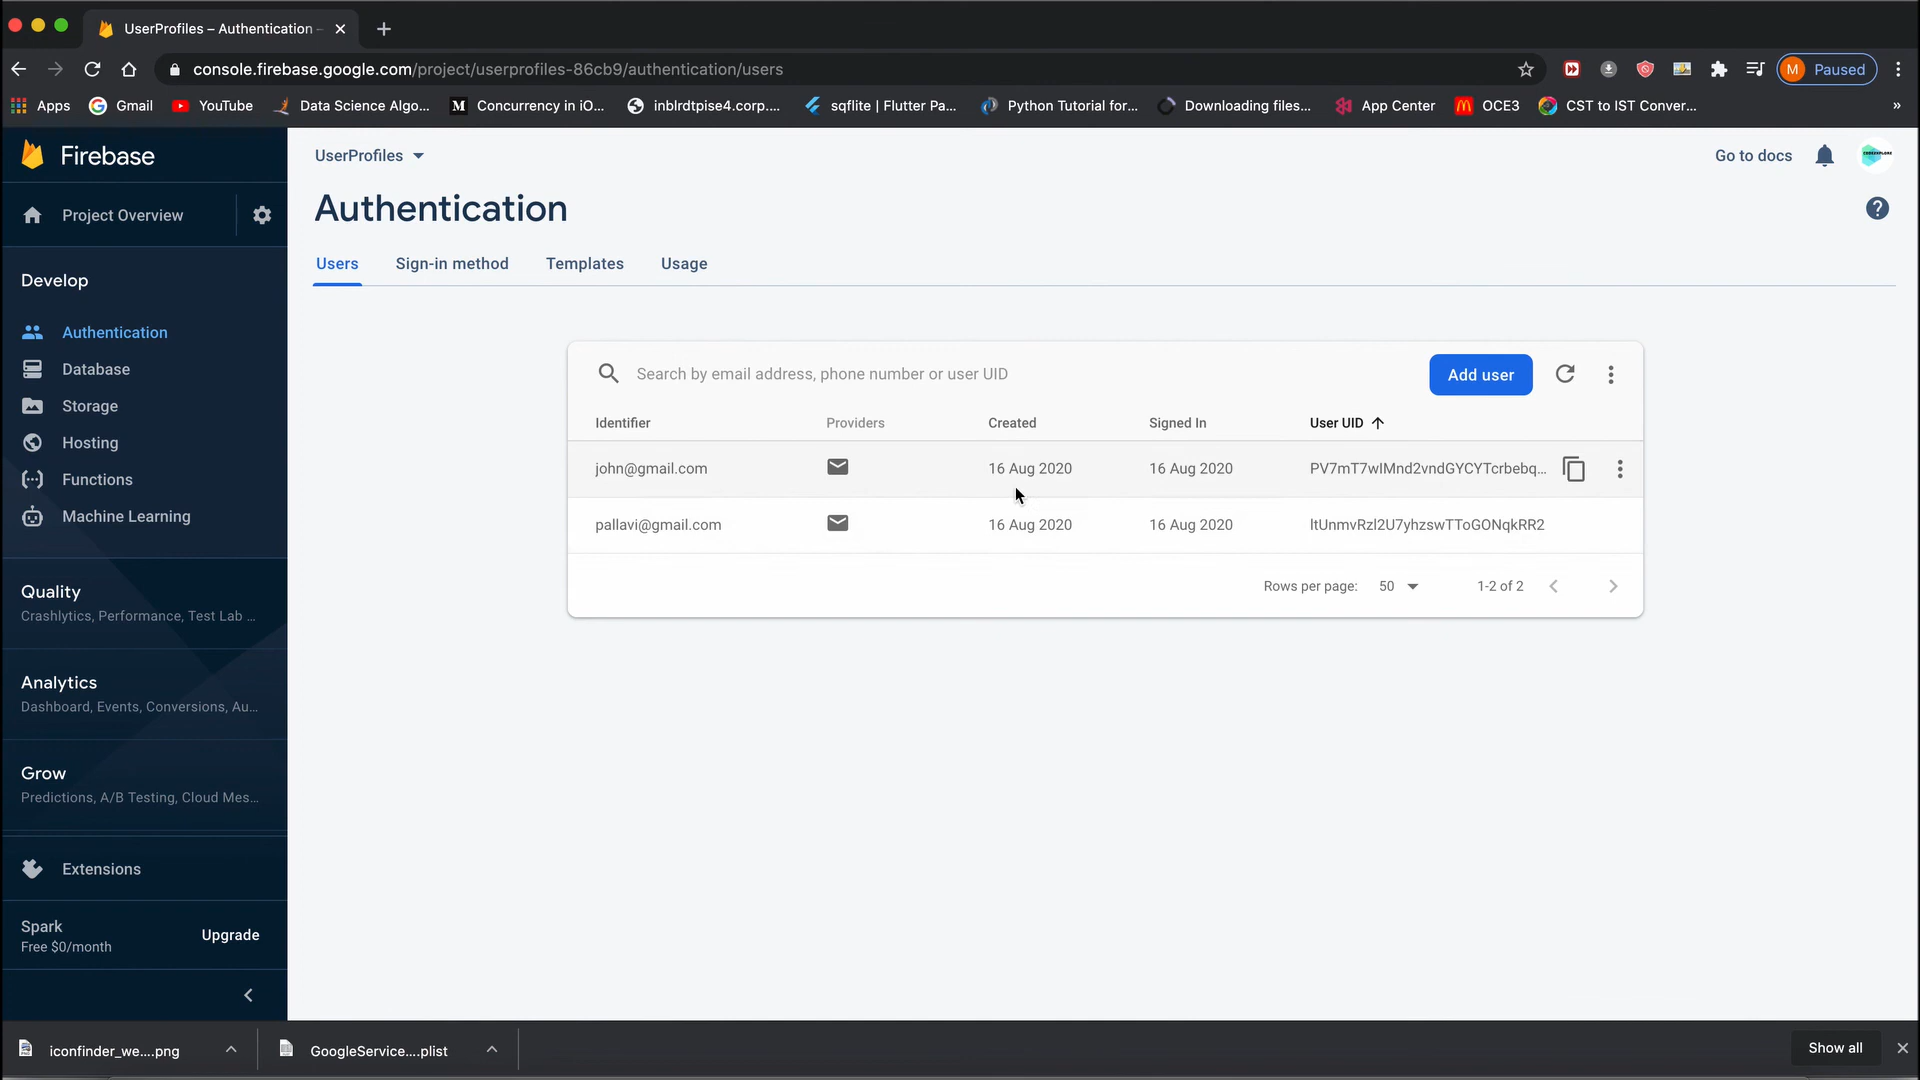 UserProfiles – Authentication –
console.firebase.google.com/project/userprofiles-86cb9/authentication/users
M Paused
Apps Gmail YouTube Data Science Algo... Concurrency in iO... inblrdtpise4.corp.... sqflite | Flutter Pa... Python Tutorial for... Downloading files... App Center OCE3 CST to IST Conver... »
Firebase
UserProfiles
Go to docs
Project Overview
Authentication
Users Sign-in method Templates Usage
Develop
Authentication
Database
Storage
Hosting
Functions
Machine Learning
Quality
Crashlytics, Performance, Test Lab ...
Analytics
Dashboard, Events, Conversions, Au...
Grow
Predictions, A/B Testing, Cloud Mes...
Extensions
Spark
Free $0/month
Upgrade
Search by email address, phone number or user UID
Add user
Identifier Providers Created Signed In User UID
john@gmail.com 16 Aug 2020 16 Aug 2020 PV7mT7wIMnd2vndGYCYTcrbebq...
pallavi@gmail.com 16 Aug 2020 16 Aug 2020 ltUnmvRzl2U7yhzswTToGONqkRR2
Rows per page: 50 1-2 of 2
iconfinder_we....png
GoogleService....plist
Show all